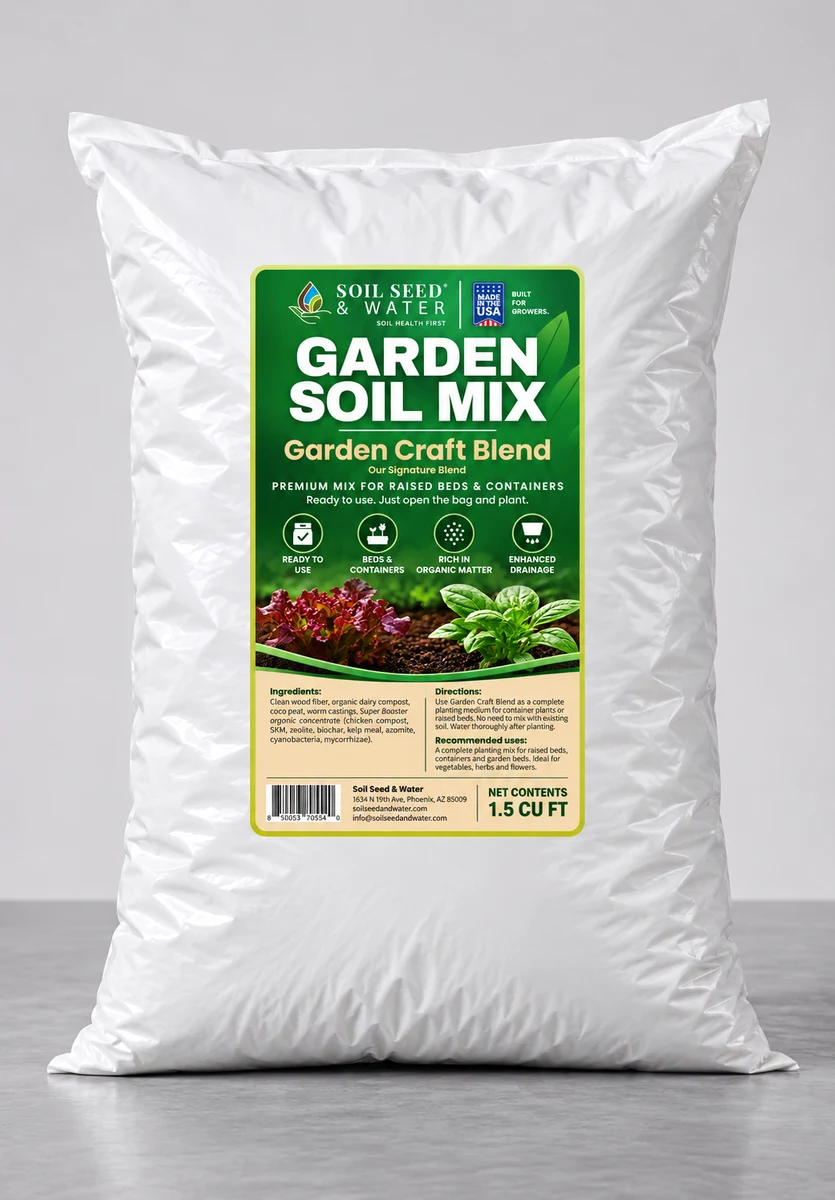 SOIL SEED®
& WATER
SOIL HEALTH FIRST
MADE
IN THE
USA
BUILT
FOR
GROWERS.
GARDEN
SOIL MIX
Garden Craft Blend
Our Signature Blend
PREMIUM MIX FOR RAISED BEDS & CONTAINERS
Ready to use. Just open the bag and plant.
READY TO
USE
BEDS &
CONTAINERS
RICH IN
ORGANIC MATTER
ENHANCED
DRAINAGE
Ingredients:
Clean wood fiber, organic dairy compost,
coco peat, worm castings, Super Booster
organic concentrate (chicken compost,
SKM, zeolite, biochar, kelp meal, azomite,
cyanobacteria, mycorrhizae).
Directions:
Use Garden Craft Blend as a complete
planting medium for container plants or
raised beds. No need to mix with existing
soil. Water thoroughly after planting.
Recommended uses:
A complete planting mix for raised beds,
containers and garden beds. Ideal for
vegetables, herbs and flowers.
8 50053 70554 0
Soil Seed & Water
1634 N 19th Ave, Phoenix, AZ 85009
soilseedandwater.com
info@soilseedandwater.com
NET CONTENTS
1.5 CU FT